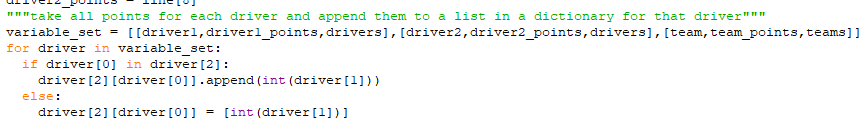 driver2_points = line[8]
"""take all points for each driver and append them to a list in a dictionary for that driver"""
variable_set = [[driver1,driver1_points,drivers],[driver2,driver2_points,drivers],[team,team_points,teams]]
for driver in variable_set:
  if driver[0] in driver[2]:
    driver[2][driver[0]].append(int(driver[1]))
  else:
    driver[2][driver[0]] = [int(driver[1])]